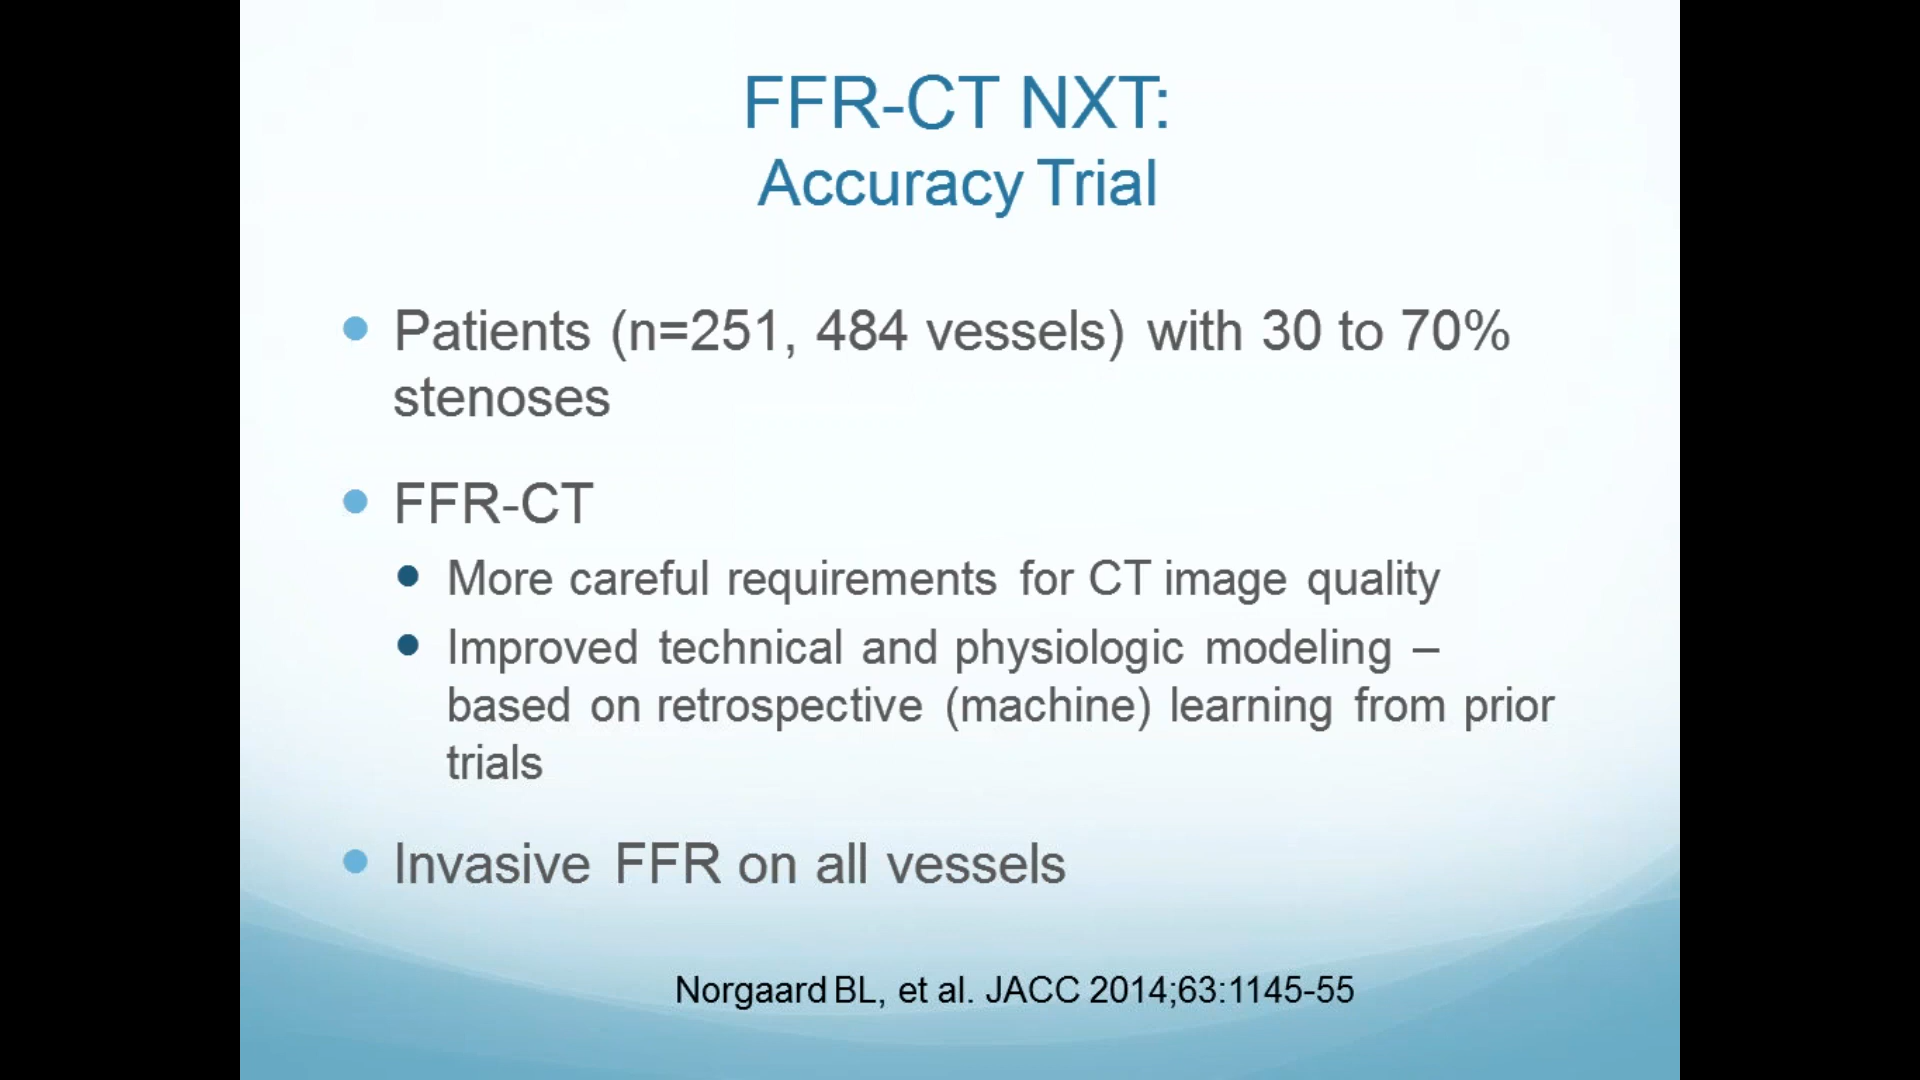 FFR-CT NXT:
Accuracy Trial
Patients (n=251, 484 vessels) with 30 to 70%
stenoses
FFR-CT
More careful requirements for CT image quality
Improved technical and physiologic modeling –
based on retrospective (machine) learning from prior
trials
Invasive FFR on all vessels
Norgaard BL, et al. JACC 2014;63:1145-55